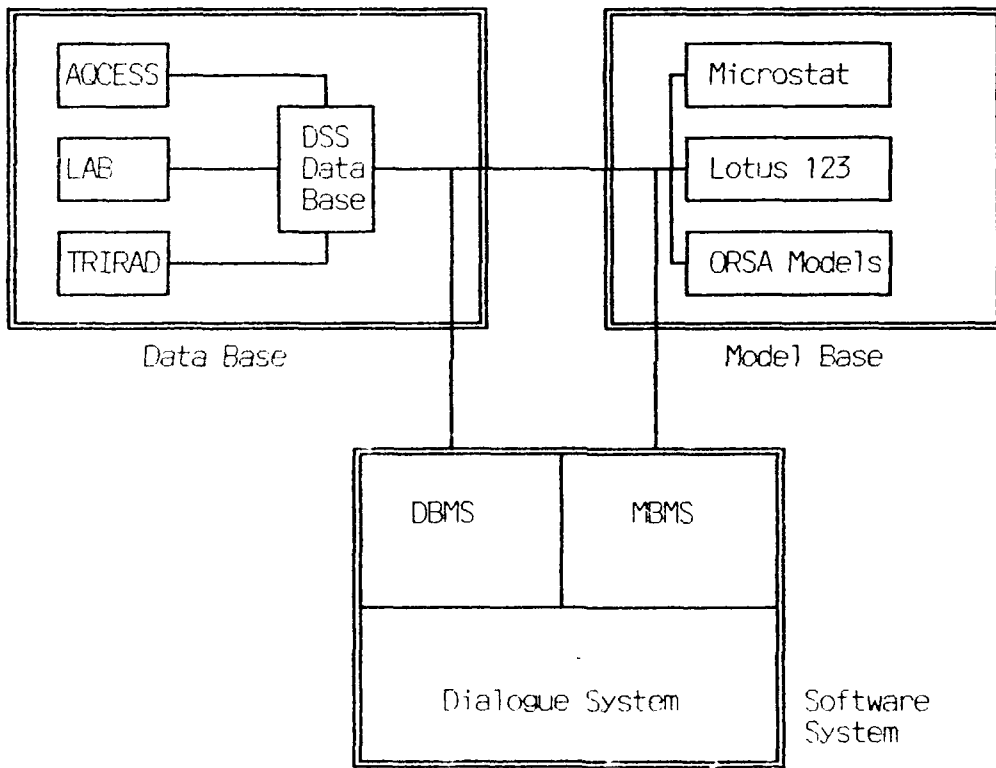 AQCESS
LAB
TRIRAD
DSS
Data
Base
Microstat
Lotus 123
ORSA Models
Data Base
Model Base
DBMS
MBMS
Dialogue System
Software
System